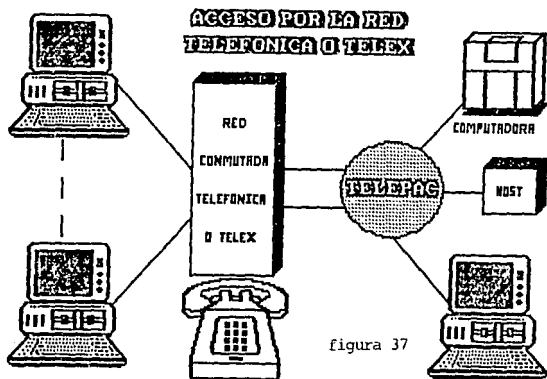 ACCESO POR LA RED
TELEFONICA O TELEX
RED
CONMUTADA
TELEFONICA
O TELEX
TELEPAC
COMPUTADORA
HOST
figura 37